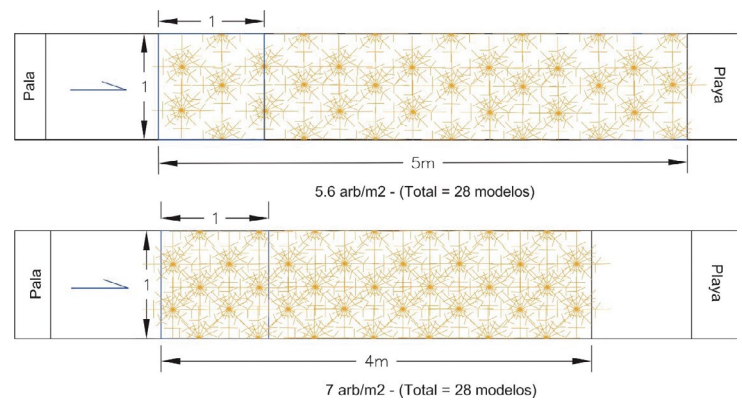 1
Pala
1
Playa
5m
5.6 arb/m2 - (Total = 28 modelos)
1
Pala
1
Playa
4m
7 arb/m2 - (Total = 28 modelos)